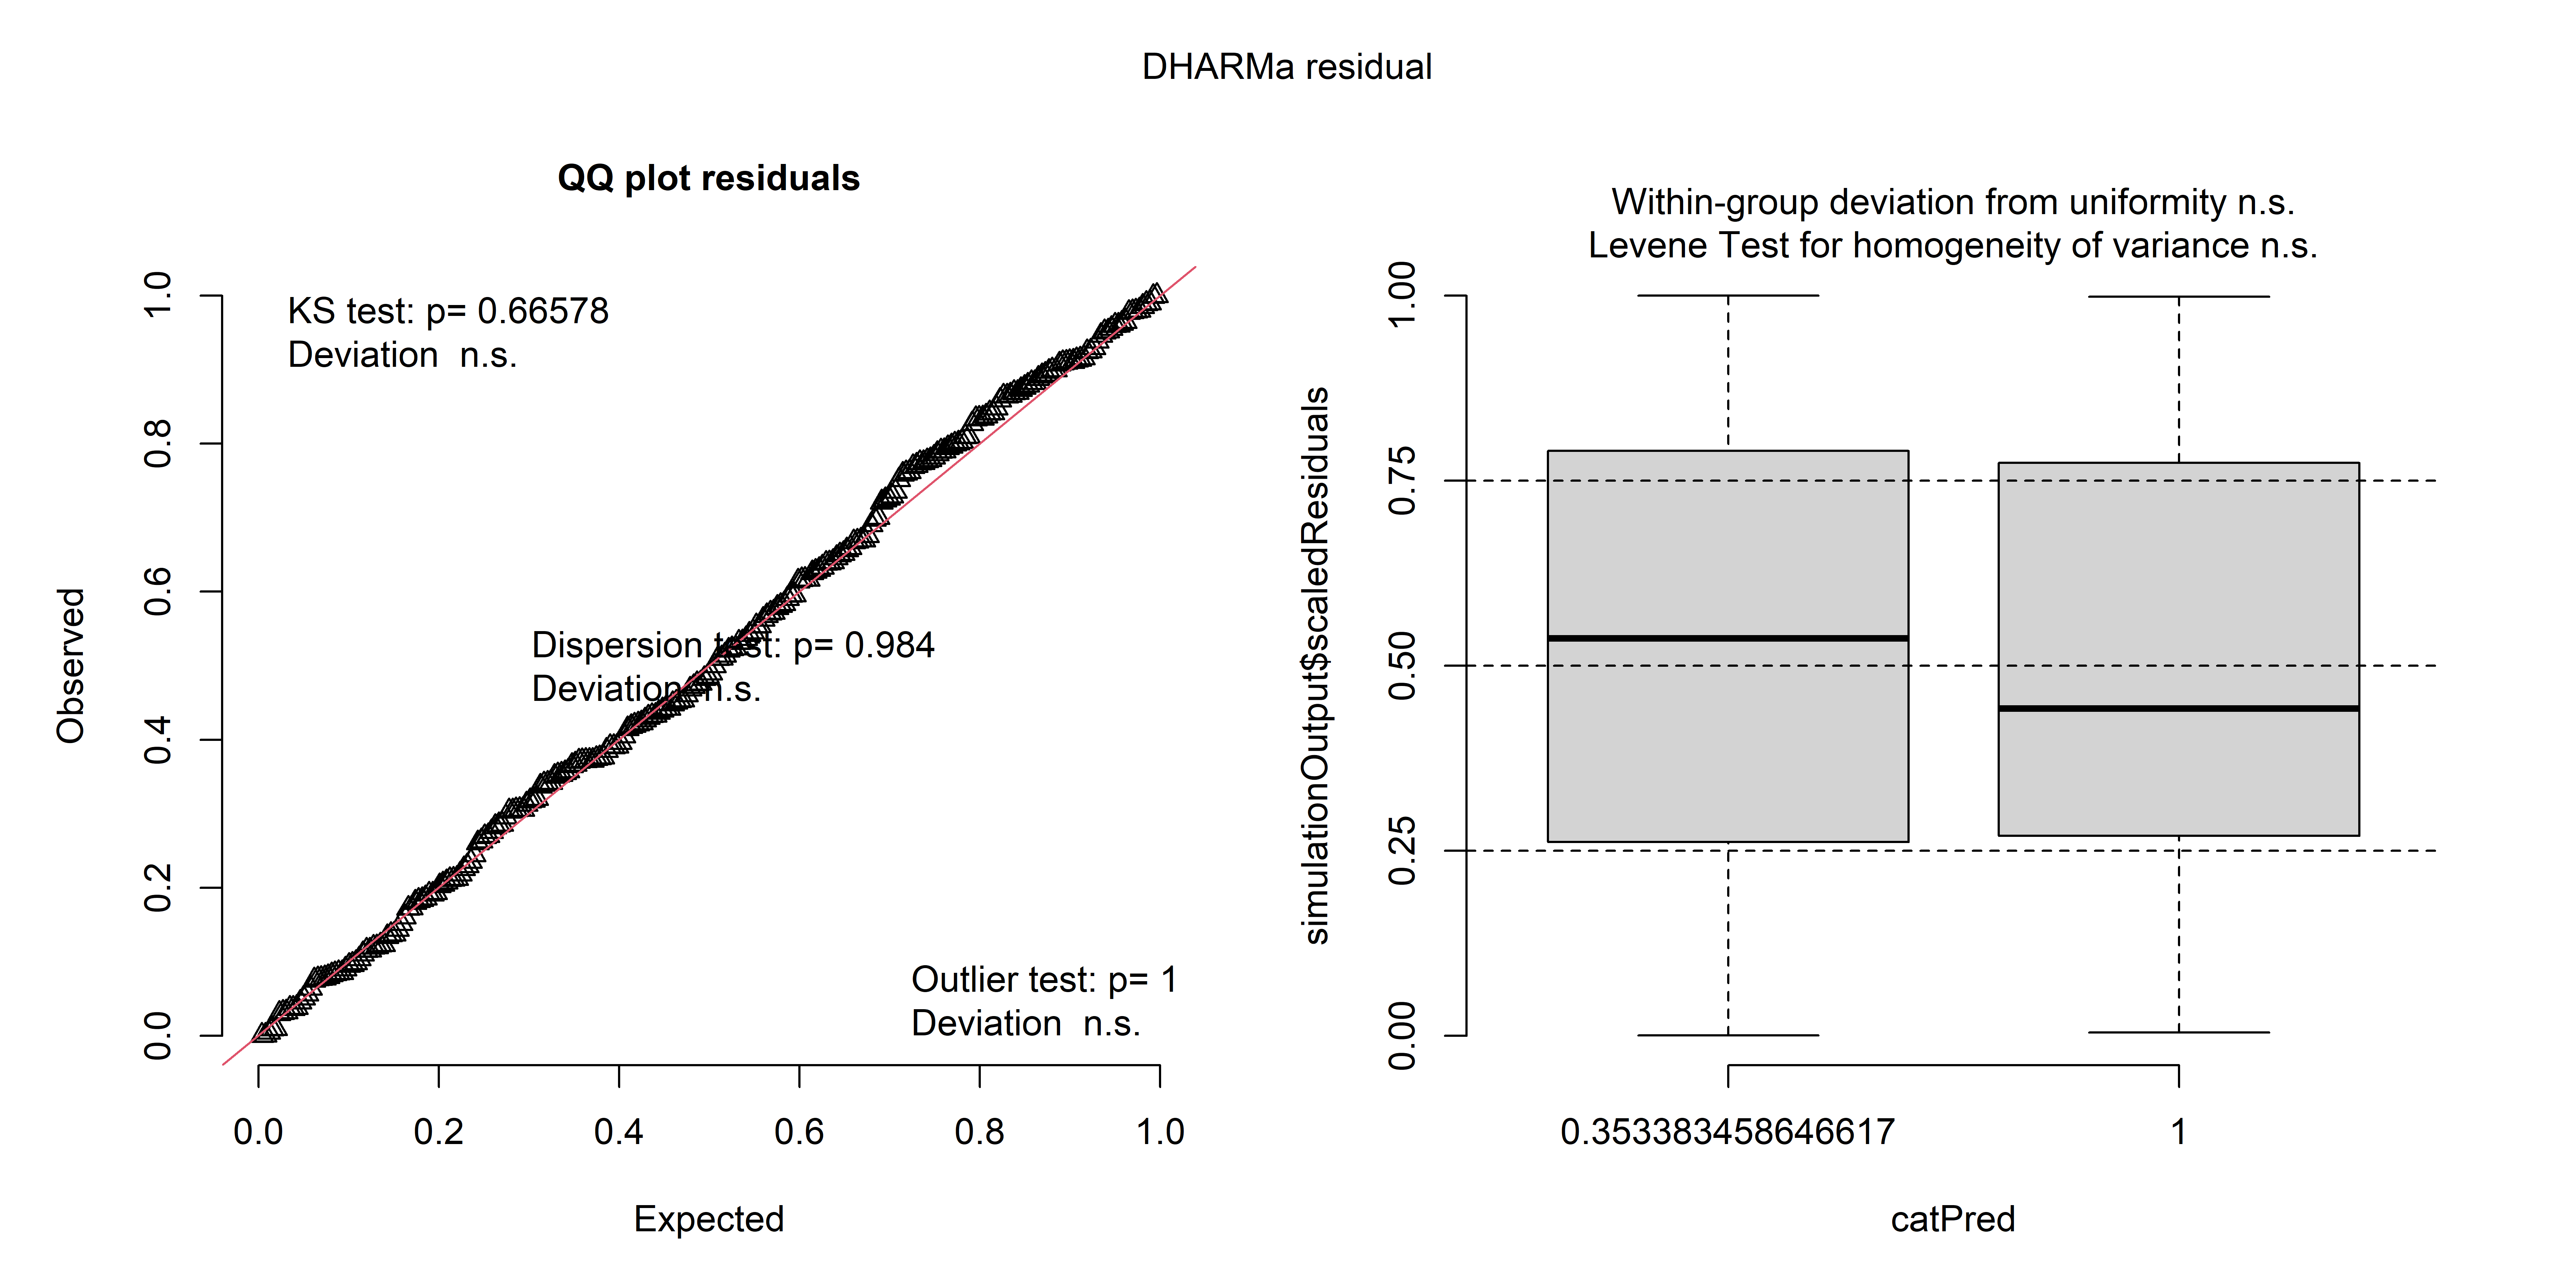 DHARMa residual
QQ plot residuals
KS test: p= 0.66578
Deviation  n.s.
Dispersion test: p= 0.984
Deviation n.s.
Outlier test: p= 1
Deviation  n.s.
Observed
0.0
0.2
0.4
0.6
0.8
1.0
0.0
0.2
0.4
0.6
0.8
1.0
Expected
Within-group deviation from uniformity n.s.
Levene Test for homogeneity of variance n.s.
simulationOutput$scaledResiduals
0.00
0.25
0.50
0.75
1.00
0.353383458646617
1
catPred